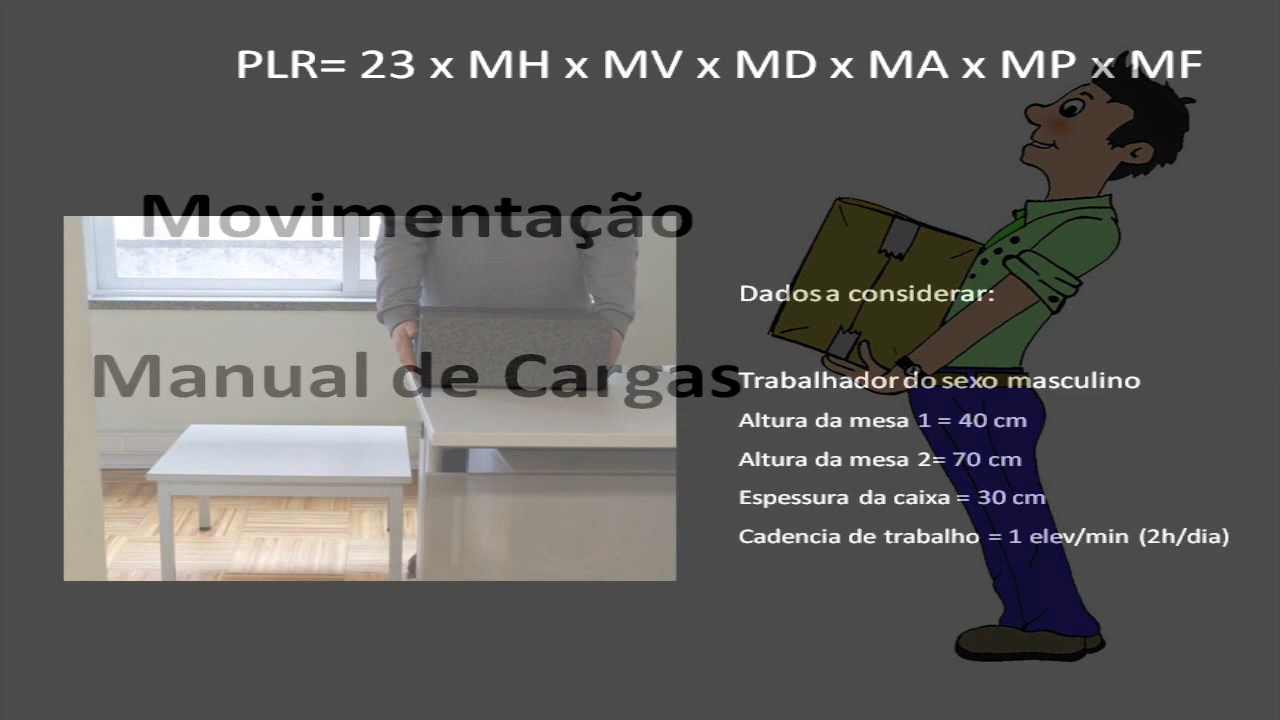 PLR= 23 x MH x MV x MD x MA x MP x MF
Movimentação
Manual de Cargas
Dados a considerar:
Trabalhador do sexo masculino
Altura da mesa 1 = 40 cm
Altura da mesa 2= 70 cm
Espessura da caixa = 30 cm
Cadencia de trabalho = 1 elev/min (2h/dia)